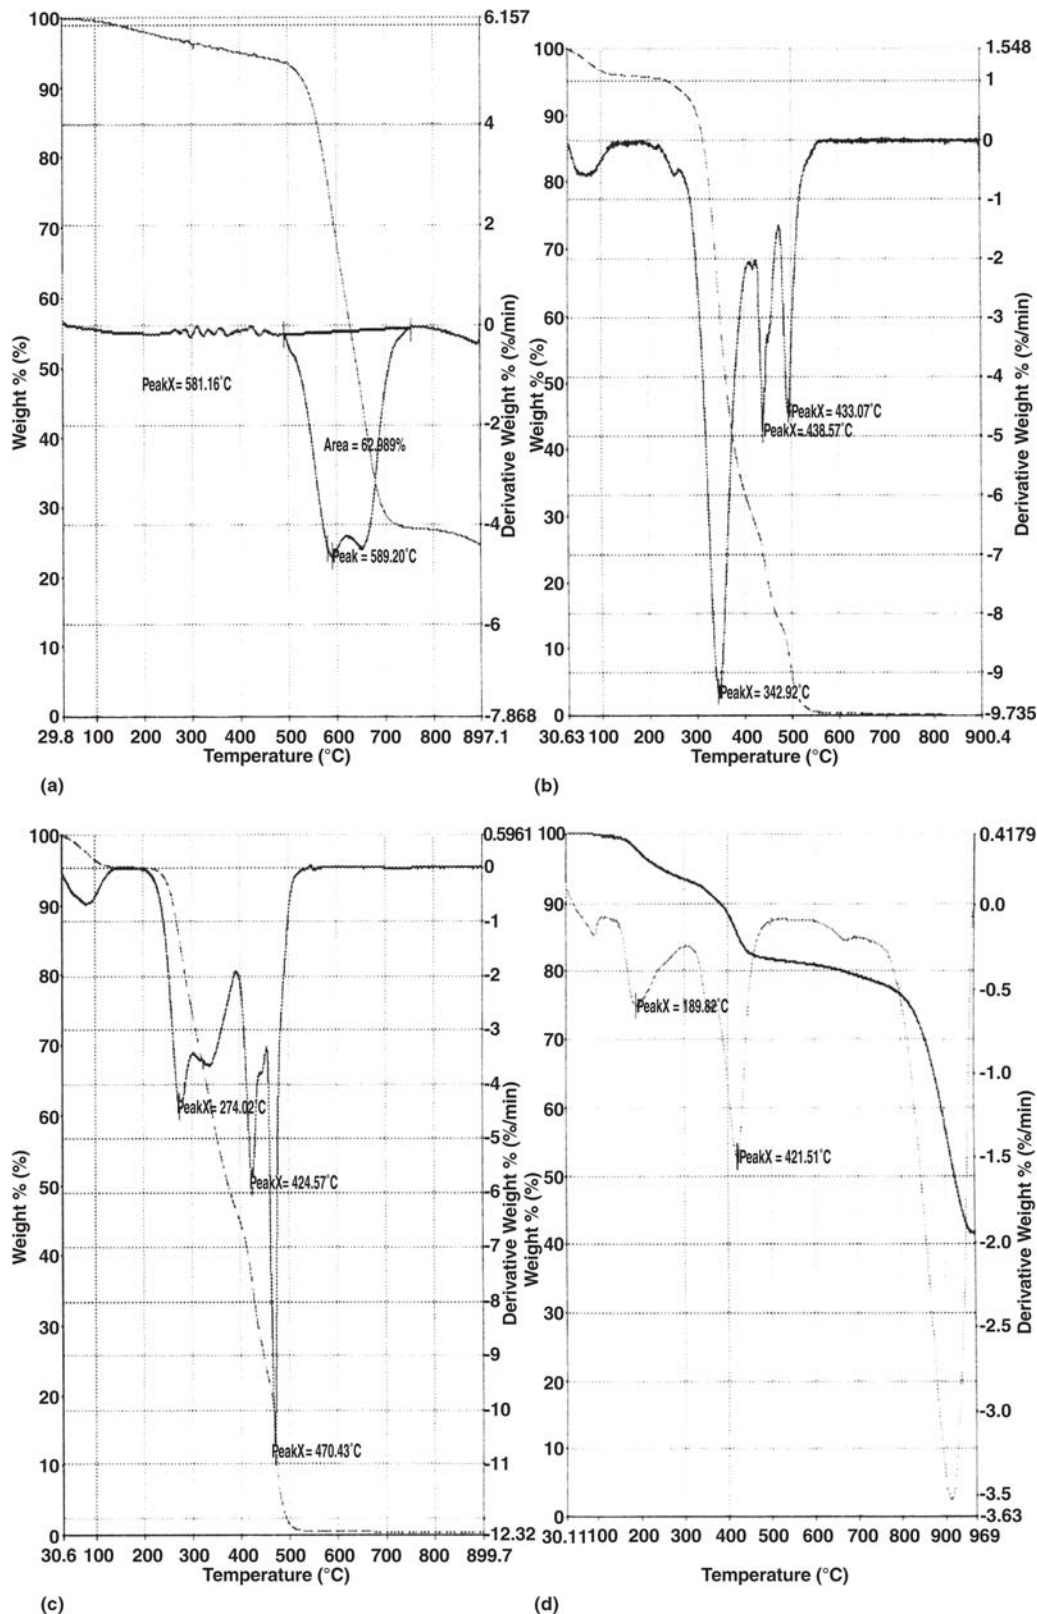 100
90
80
70
60
50
40
30
20
10
0
Weight % (%)
6.157
4
2
0
-2
-4
-6
-7.868
Derivative Weight % (%/min)
PeakX = 581.16°C
Area = 62.989%
Peak = 589.20°C
29.8 100 200 300 400 500 600 700 800 897.1
Temperature (°C)
(a)
100
90
80
70
60
50
40
30
20
10
0
Weight % (%)
1.548
1
0
-1
-2
-3
-4
-5
-6
-7
-8
-9
-9.735
Derivative Weight % (%/min)
PeakX = 433.07°C
PeakX = 438.57°C
PeakX = 342.92°C
30.63 100 200 300 400 500 600 700 800 900.4
Temperature (°C)
(b)
100
90
80
70
60
50
40
30
20
10
0
Weight % (%)
0.5961
0
-1
-2
-3
-4
-5
-6
-7
-8
-9
-10
-11
-12.32
Derivative Weight % (%/min)
PeakX = 274.02°C
PeakX = 424.57°C
PeakX = 470.43°C
30.6 100 200 300 400 500 600 700 899.7
Temperature (°C)
(c)
100
90
80
70
60
50
40
30
20
10
0
Weight % (%)
0.4179
0.0
-0.5
-1.0
-1.5
-2.0
-2.5
-3.0
-3.5
-3.63
Derivative Weight % (%/min)
PeakX = 189.82°C
PeakX = 421.51°C
30.11 100 200 300 400 500 600 700 800 900 969
Temperature (°C)
(d)